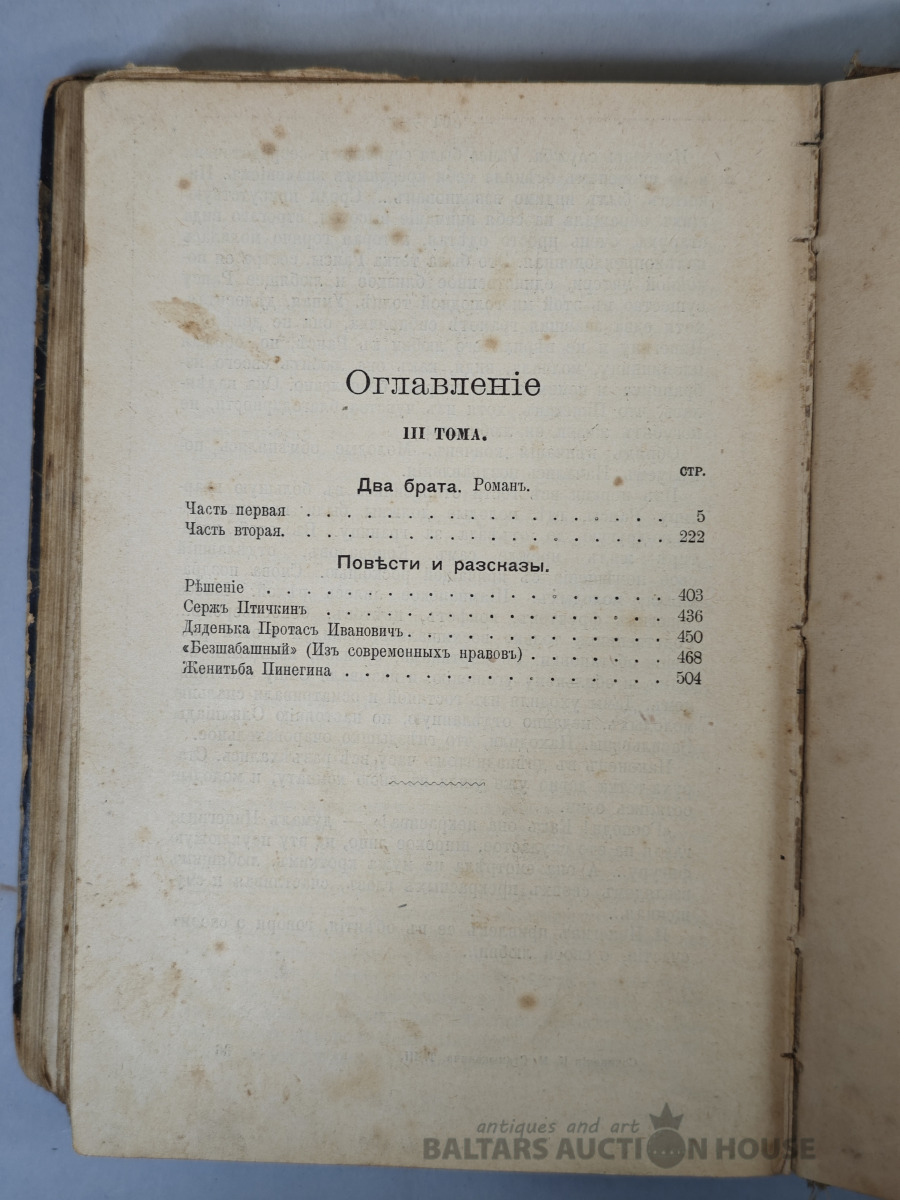 Оглавленіе
III ТОМА.
СТР.
Два брата. Романъ.
Часть первая . . . . . . . . . . . . . . . . . . 5
Часть вторая. . . . . . . . . . . . . . . . . . 222
Повѣсти и разсказы.
Рѣшеніе . . . . . . . . . . . . . . . . . . . 403
Сержъ Птичкинъ . . . . . . . . . . . . . . . . 436
Дяденька Протасъ Ивановичъ. . . . . . . . . . . . 450
«Безшабашный» (Изъ современныхъ нравовъ) . . . . . . . 468
Женитьба Пинегина . . . . . . . . . . . . . . . . 504
antiques and art
BALTARS AUCTION HOUSE